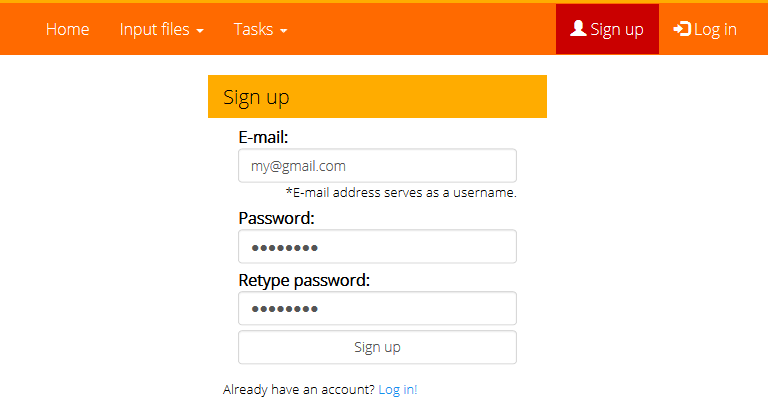 Home Input files Tasks Sign up Log in
Sign up
E-mail:
my@gmail.com
*E-mail address serves as a username.
Password:
●●●●●●●●
Retype password:
●●●●●●●●
Sign up
Already have an account? Log in!